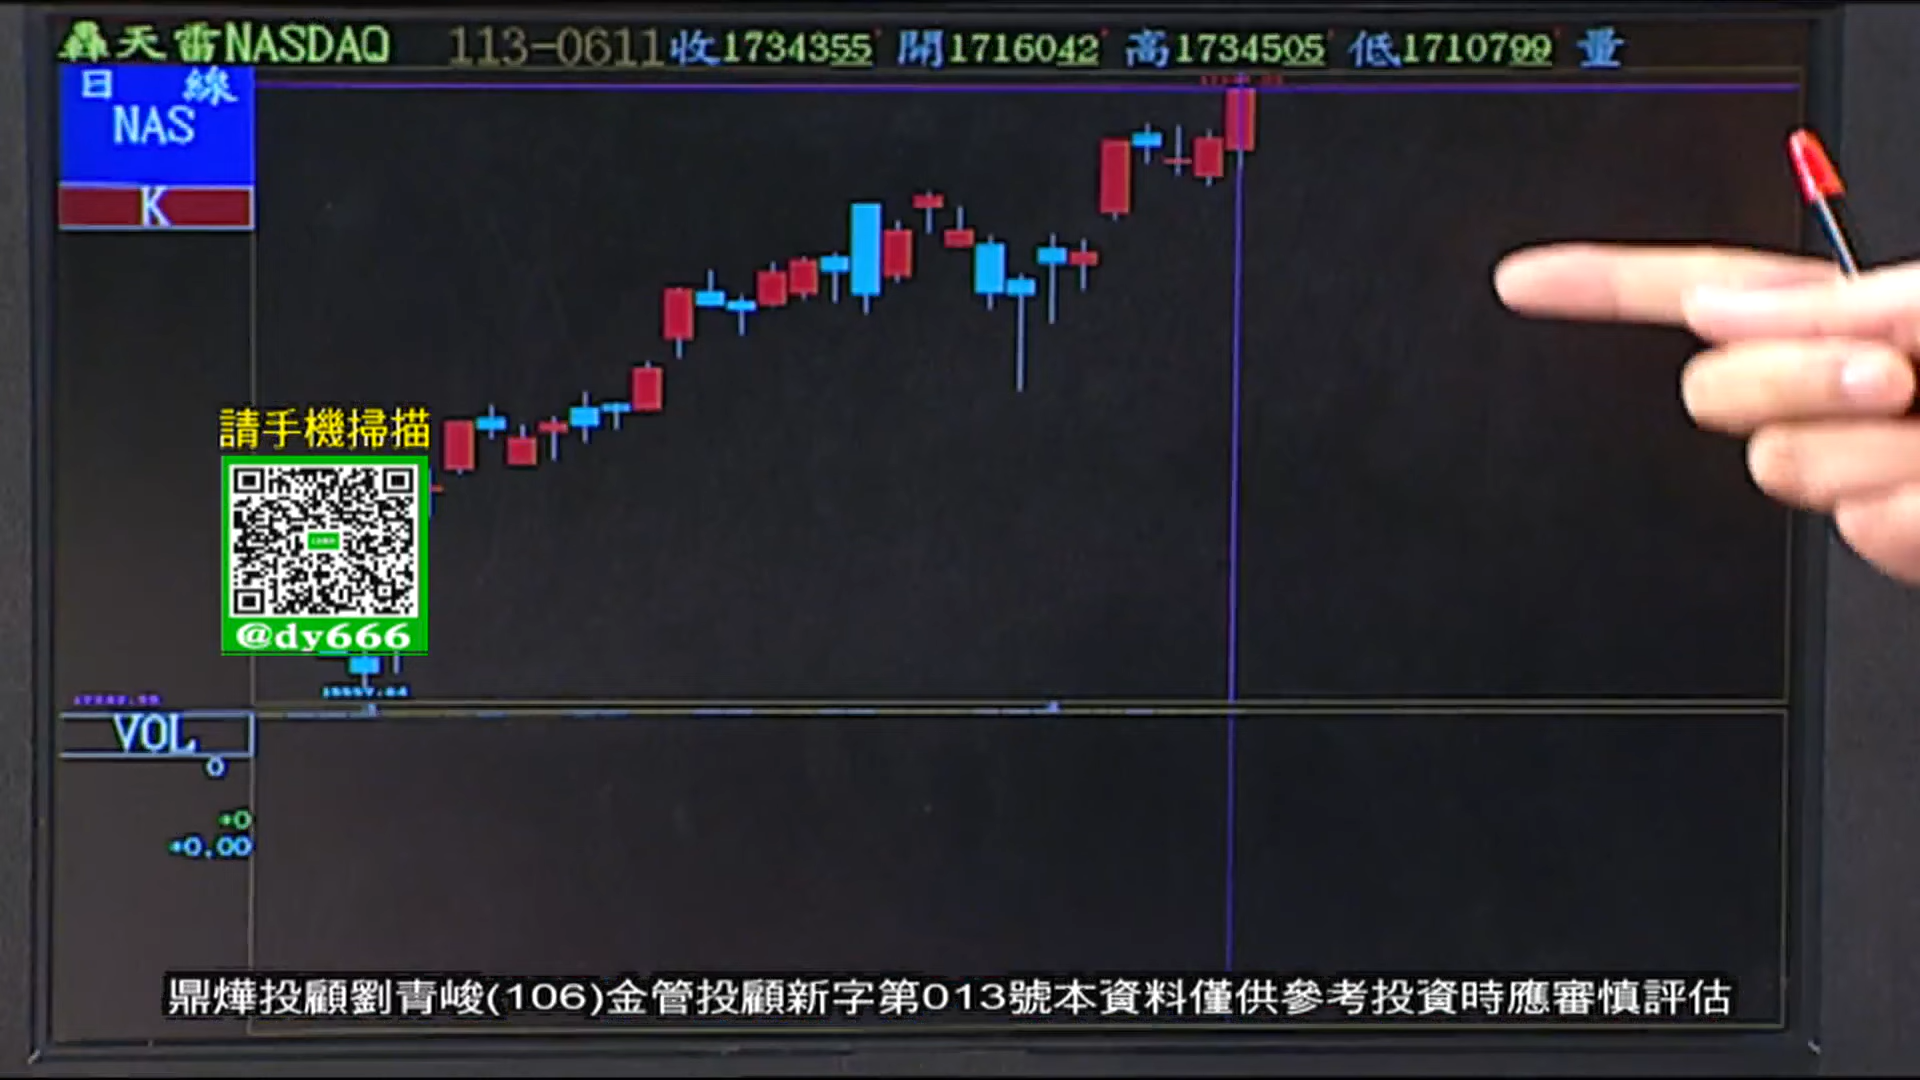 轟天雷NASDAQ 113-0611 收1734355 開1716042 高1734505 低1710799 量
日 線
NAS
K
請手機掃描
@dy666
VOL
0
+0
+0.00
鼎燁投顧劉青峻(106)金管投顧新字第013號本資料僅供參考投資時應審慎評估